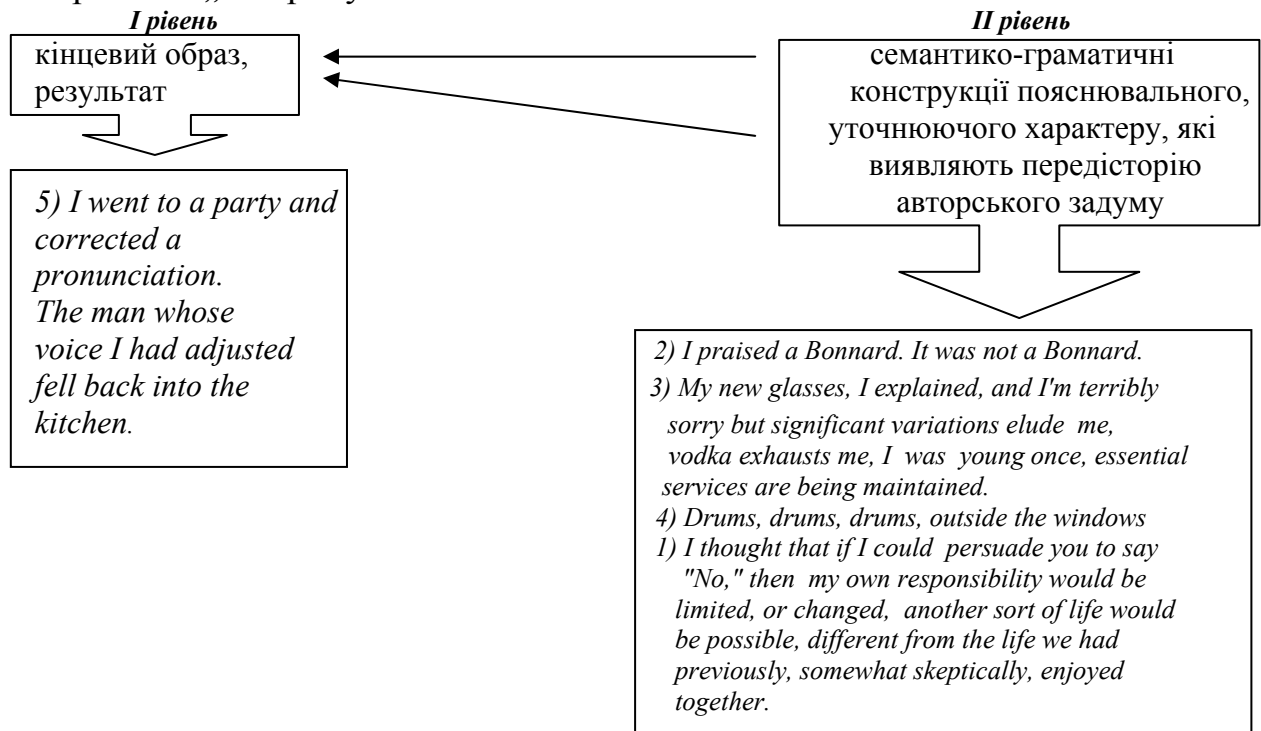 І рівень
ІІ рівень
кінцевий образ,
результат
семантико-граматичні
конструкції пояснювального,
уточнюючого характеру, які
виявляють передісторію
авторського задуму
5) I went to a party and
corrected a
pronunciation.
The man whose
voice I had adjusted
fell back into the
kitchen.
2) I praised a Bonnard. It was not a Bonnard.
3) My new glasses, I explained, and I'm terribly
sorry but significant variations elude me,
vodka exhausts me, I was young once, essential
services are being maintained.
4) Drums, drums, drums, outside the windows
1) I thought that if I could persuade you to say
"No," then my own responsibility would be
limited, or changed, another sort of life would
be possible, different from the life we had
previously, somewhat skeptically, enjoyed
together.